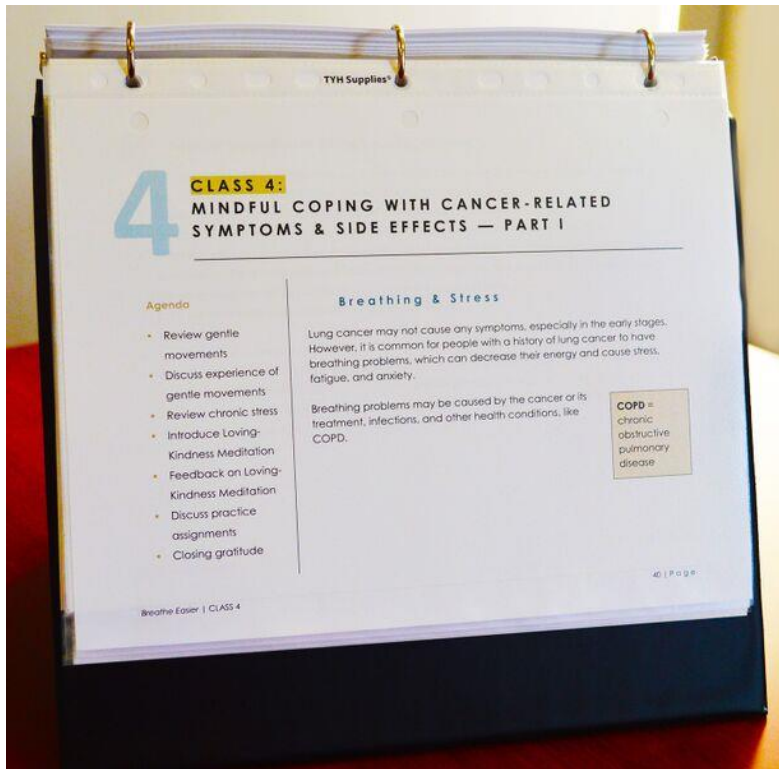 TYH Supplies®
4
CLASS 4:
MINDFUL COPING WITH CANCER-RELATED
SYMPTOMS & SIDE EFFECTS — PART I
Agenda
• Review gentle
movements
• Discuss experience of
gentle movements
• Review chronic stress
• Introduce Loving-
Kindness Meditation
• Feedback on Loving-
Kindness Meditation
• Discuss practice
assignments
• Closing gratitude
Breathing & Stress
Lung cancer may not cause any symptoms, especially in the early stages.
However, it is common for people with a history of lung cancer to have
breathing problems, which can decrease their energy and cause stress,
fatigue, and anxiety.
Breathing problems may be caused by the cancer or its
treatment, infections, and other health conditions, like
COPD.
COPD =
chronic
obstructive
pulmonary
disease
40 | Page
Breathe Easier | CLASS 4